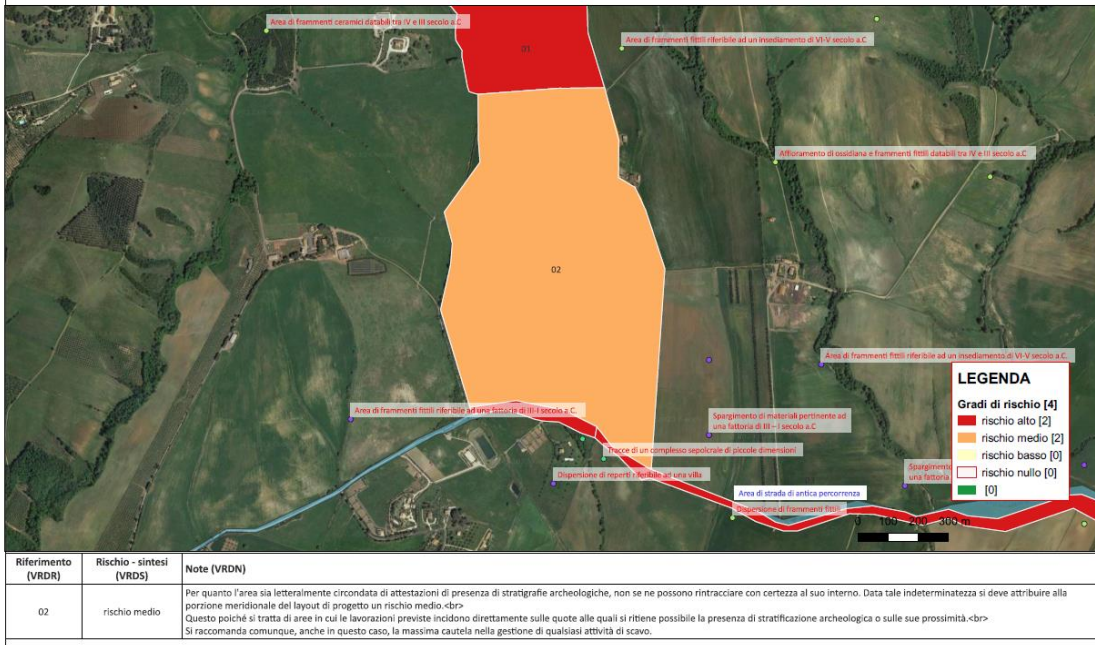 Area di frammenti ceramici databili tra IV e III secolo a.C
01
Area di frammenti fittili riferibile ad un insediamento di VI-V secolo a.C.
Affioramento di ossidiana e frammenti fittili databili tra IV e III secolo a.C
02
Area di frammenti fittili riferibile ad un insediamento di VI-V secolo a.C.
LEGENDA
Gradi di rischio [4]
rischio alto [2]
rischio medio [2]
rischio basso [0]
rischio nullo [0]
[0]
Area di frammenti fittili riferibile ad una fattoria di III-I secolo a C.
Spargimento di materiali pertinente ad
una fattoria di III – I secolo a.C
Tracce di un complesso sepolcrale di piccole dimensioni
Dispersione di reperti riferibile ad una villa
Spargimento
una fattoria
Area di strada di antica percorrenza
Dispersione di frammenti fittili
0 100 200 300 m
Riferimento (VRDR) Rischio - sintesi (VRDS) Note (VRDN)
02 rischio medio
Per quanto l'area sia letteralmente circondata di attestazioni di presenza di stratigrafie archeologiche, non se ne possono rintracciare con certezza al suo interno. Data tale indeterminatezza si deve attribuire alla
porzione meridionale del layout di progetto un rischio medio.<br>
Questo poiché si tratta di aree in cui le lavorazioni previste incidono direttamente sulle quote alle quali si ritiene possibile la presenza di stratificazione archeologica o sulle sue prossimità.<br>
Si raccomanda comunque, anche in questo caso, la massima cautela nella gestione di qualsiasi attività di scavo.